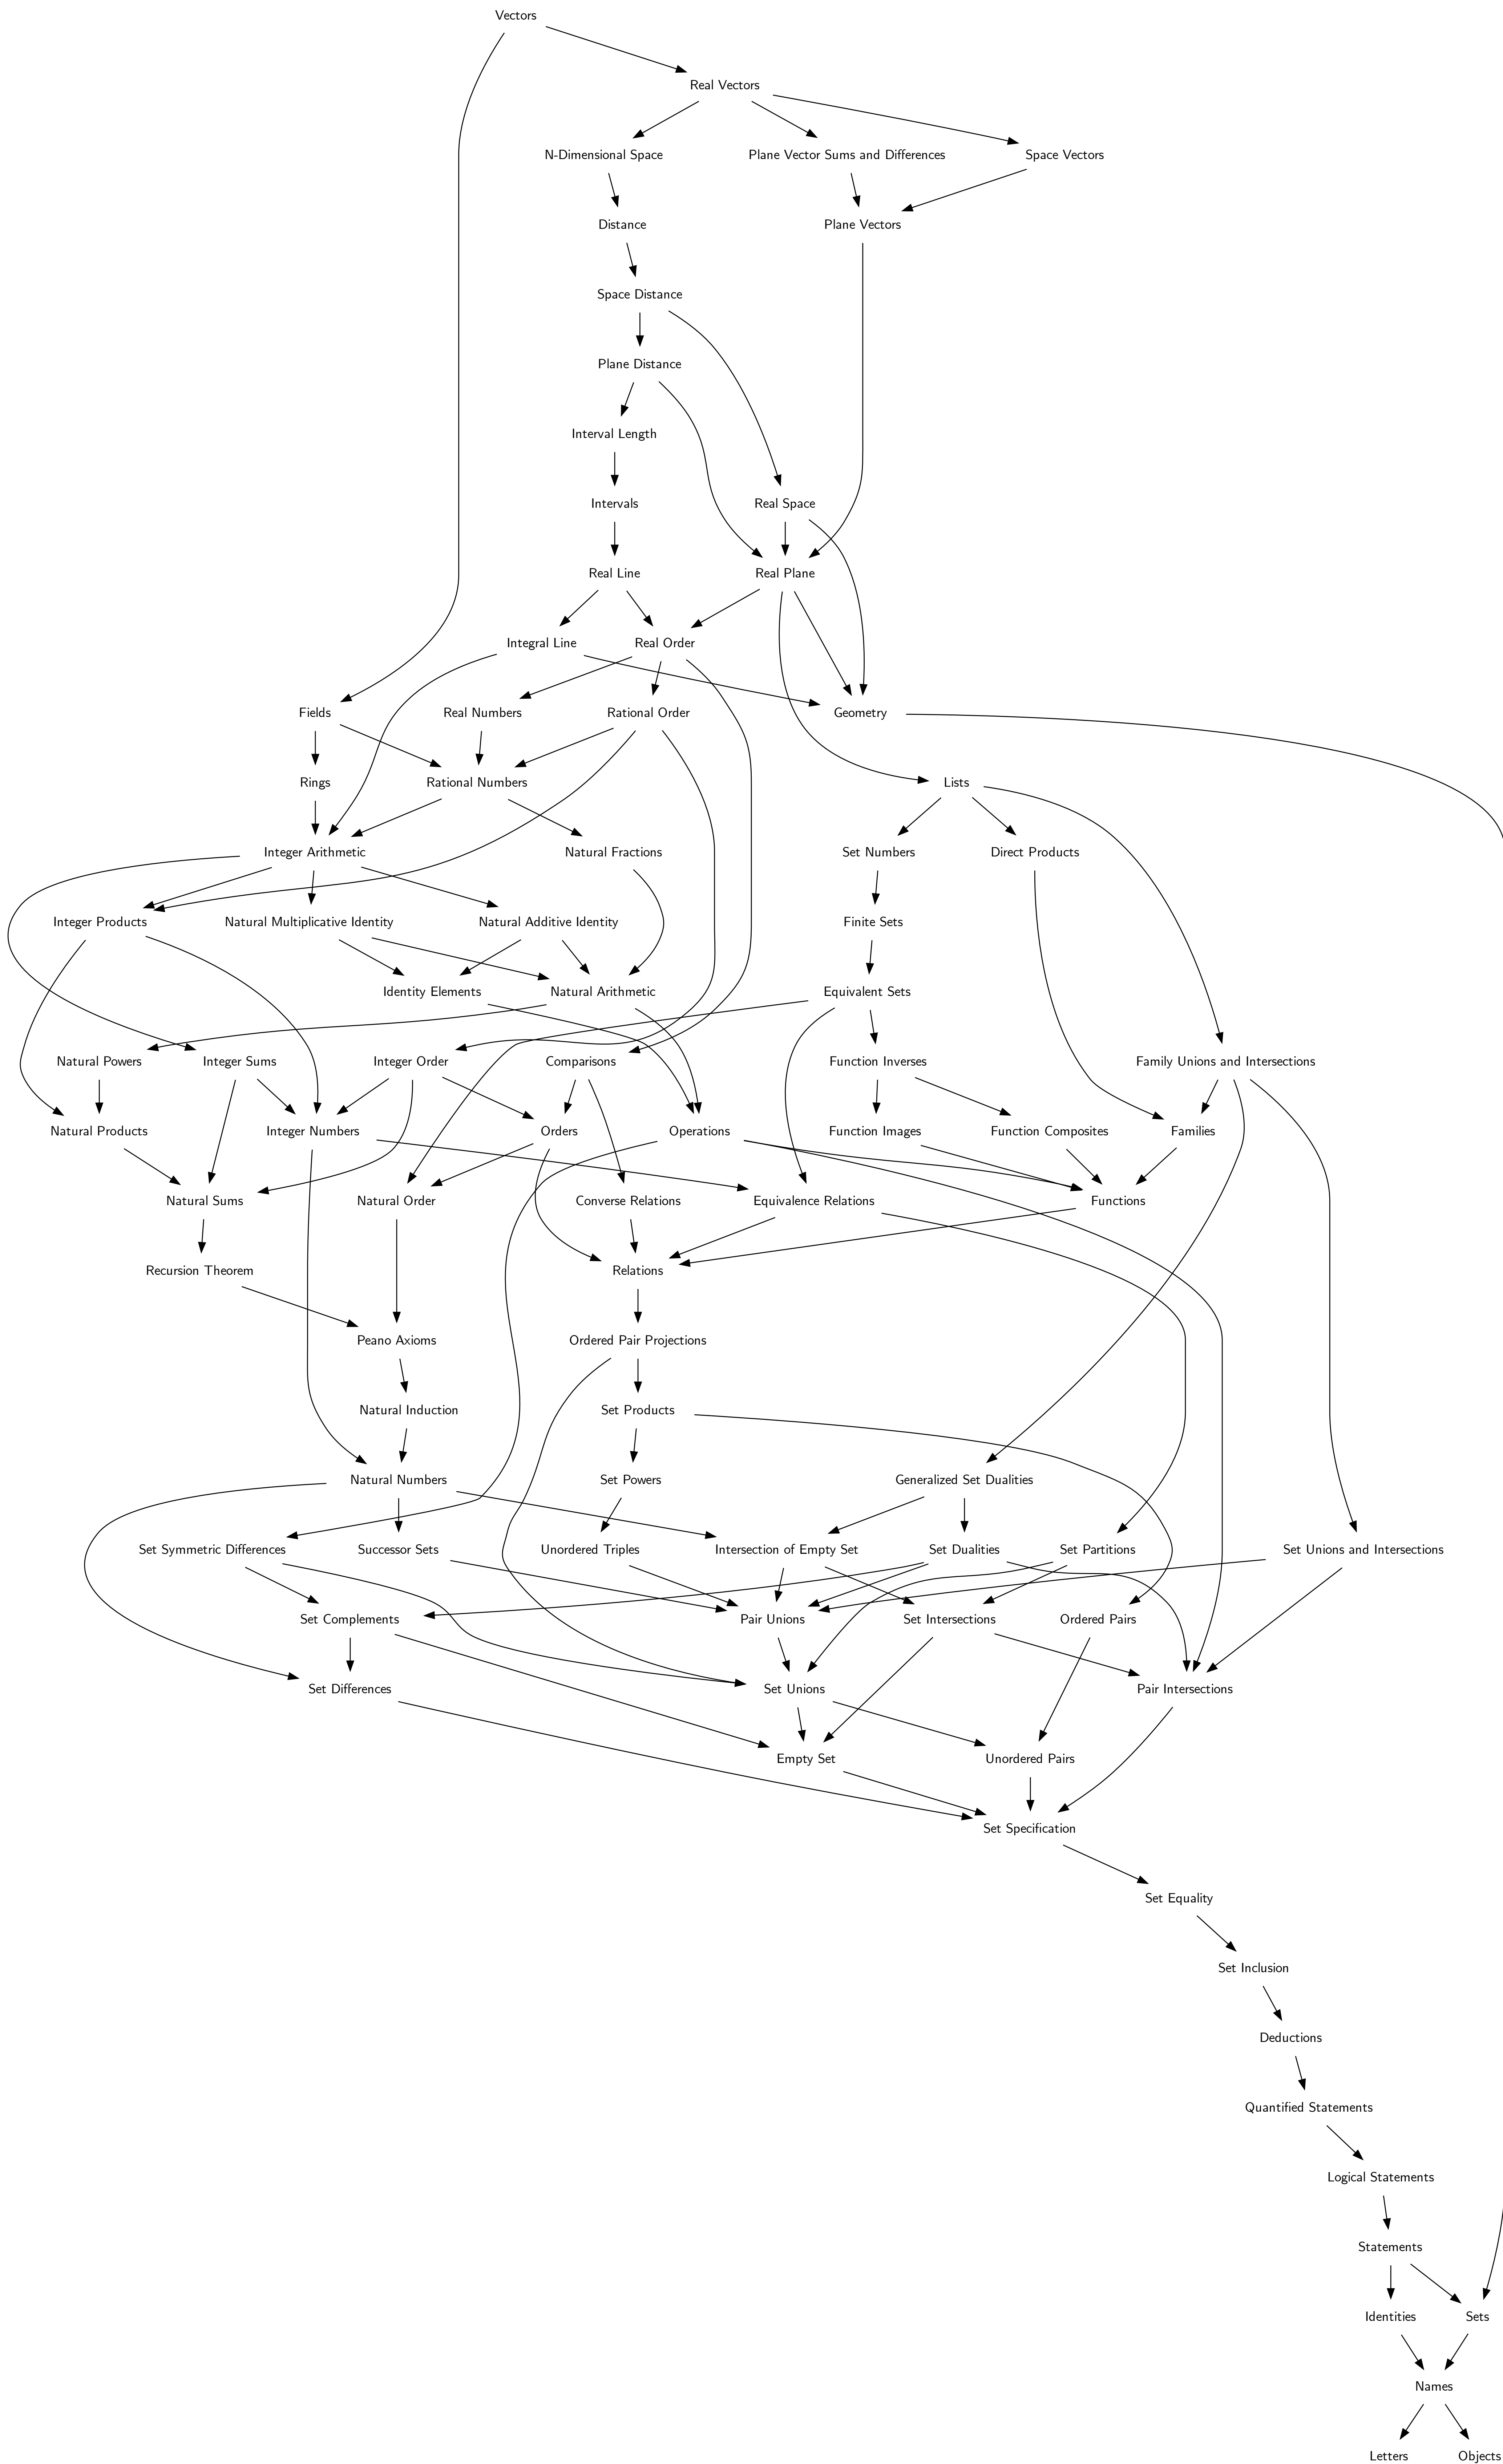 Vectors
Real Vectors
N-Dimensional Space
Plane Vector Sums and Differences
Space Vectors
Distance
Plane Vectors
Space Distance
Plane Distance
Interval Length
Intervals
Real Space
Real Line
Real Plane
Integral Line
Real Order
Fields
Real Numbers
Rational Order
Geometry
Rings
Rational Numbers
Lists
Integer Arithmetic
Natural Fractions
Set Numbers
Direct Products
Integer Products
Natural Multiplicative Identity
Natural Additive Identity
Finite Sets
Identity Elements
Natural Arithmetic
Equivalent Sets
Natural Powers
Integer Sums
Integer Order
Comparisons
Function Inverses
Family Unions and Intersections
Natural Products
Integer Numbers
Orders
Operations
Function Images
Function Composites
Families
Natural Sums
Natural Order
Converse Relations
Equivalence Relations
Functions
Recursion Theorem
Relations
Peano Axioms
Ordered Pair Projections
Natural Induction
Set Products
Natural Numbers
Set Powers
Generalized Set Dualities
Set Symmetric Differences
Successor Sets
Unordered Triples
Intersection of Empty Set
Set Dualities
Set Partitions
Set Unions and Intersections
Set Complements
Pair Unions
Set Intersections
Ordered Pairs
Set Differences
Set Unions
Pair Intersections
Empty Set
Unordered Pairs
Set Specification
Set Equality
Set Inclusion
Deductions
Quantified Statements
Logical Statements
Statements
Identities
Sets
Names
Letters
Objects